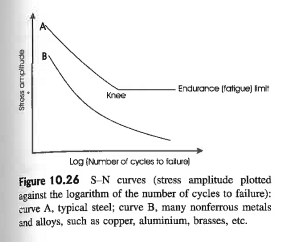 A
B
Stress amplitude
Knee
Endurance (fatigue) limit
Log (Number of cycles to failure)
Figure 10.26 S–N curves (stress amplitude plotted
against the logarithm of the number of cycles to failure):
curve A, typical steel; curve B, many nonferrous metals
and alloys, such as copper, aluminium, brasses, etc.